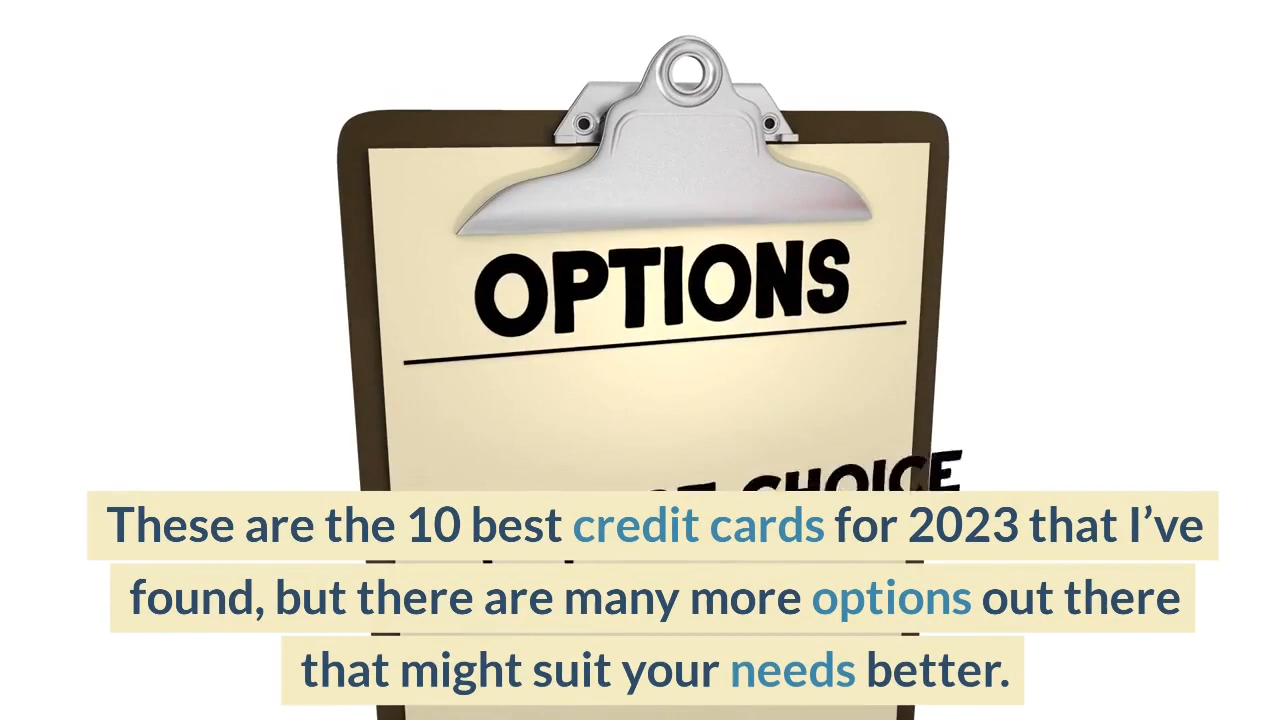 OPTIONS
CHOICE
These are the 10 best credit cards for 2023 that I’ve
found, but there are many more options out there
that might suit your needs better.